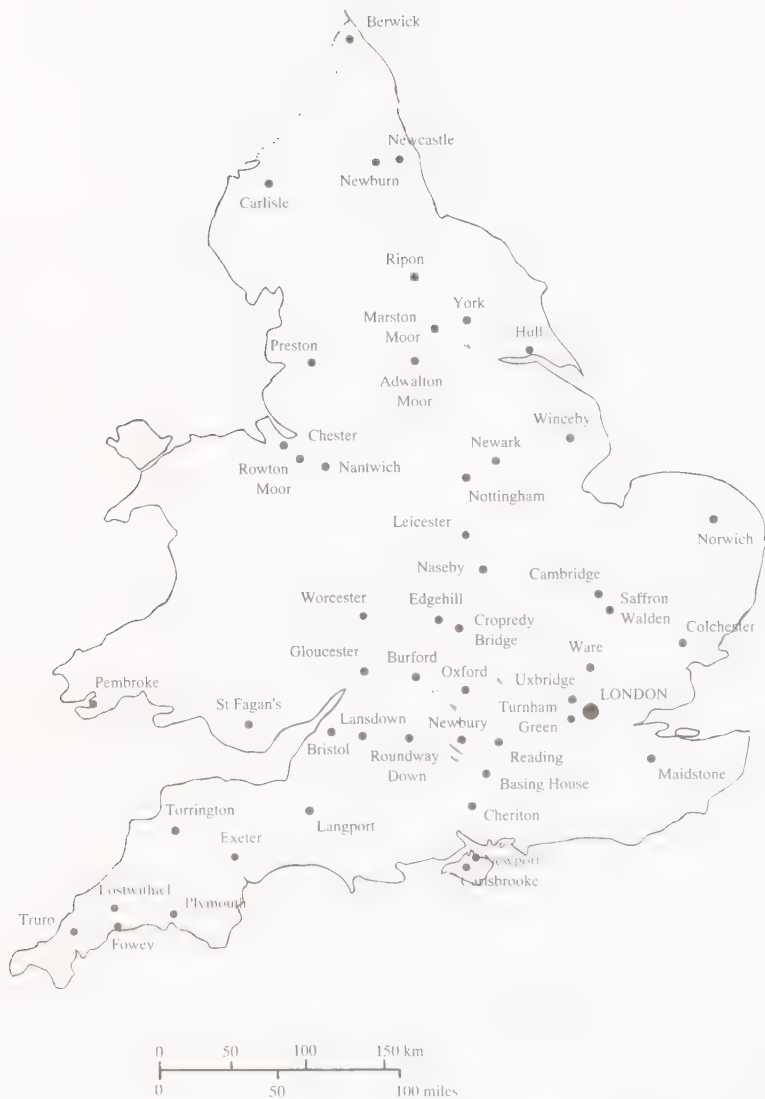 Berwick
Newcastle
Newburn
Carlisle
Ripon
York
Marston
Moor
Hull
Preston
Adwalton
Moor
Winceby
Chester
Newark
Rowton
Moor
Nantwich
Nottingham
Leicester
Norwich
Naseby
Cambridge
Worcester
Edgehill
Saffron
Walden
Cropredy
Bridge
Colchester
Gloucester
Burford
Ware
Oxford
Pembroke
Uxbridge
St Fagan's
LONDON
Turnham
Green
Lansdown
Newbury
Bristol
Roundway
Down
Reading
Maidstone
Basing House
Torrington
Langport
Cheriton
Exeter
Newport
Carisbrooke
Lostwithiel
Plymouth
Truro
Fowey
0 50 100 150 km
0 50 100 miles